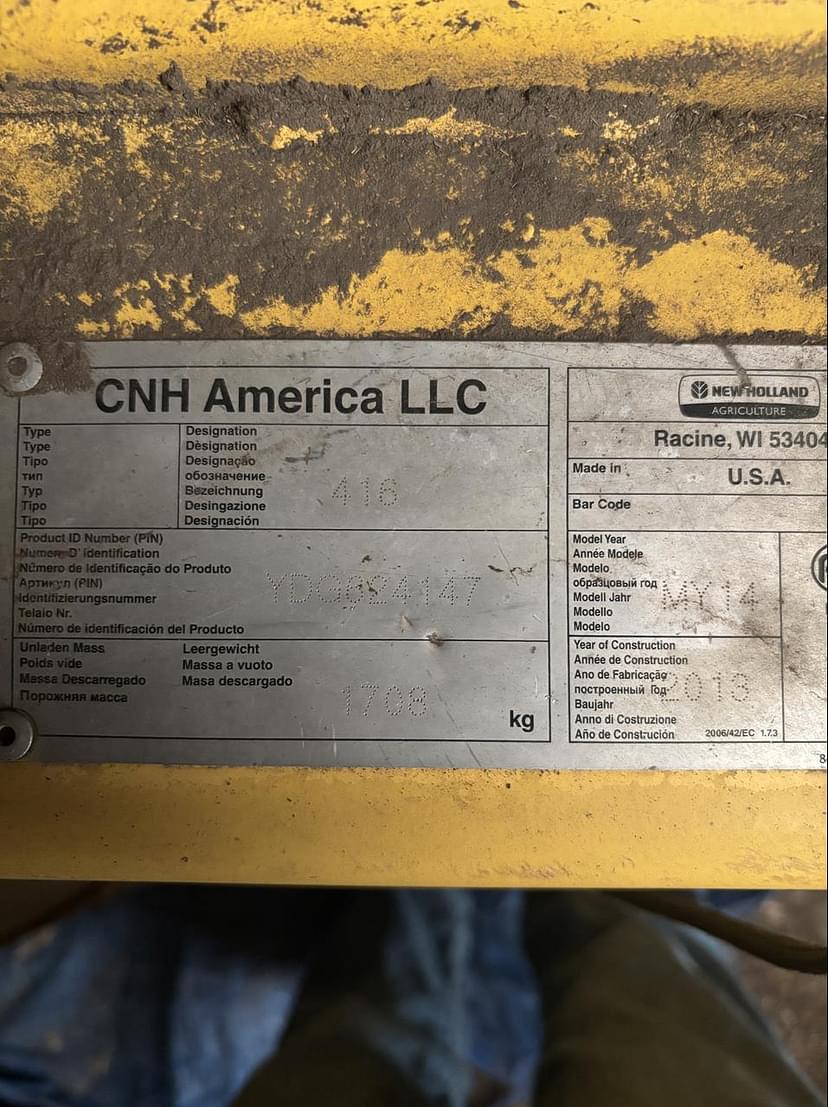 CNH America LLC
Type
Type
Tipo
тип
Typ
Tipo
Tipo
Designation
Dèsignation
Designação
обозначение
Bezeichnung
Desingazione
Designación
416
Product ID Number (PIN)
Numero D' identification
Número de Identificação do Produto
Артикул (PIN)
Identifizierungsnummer
Telaio Nr.
Número de identificación del Producto
YDG024147
Unladen Mass
Poids vide
Massa Descarregado
Порожняя масса
Leergewicht
Massa a vuoto
Masa descargado
1708
kg
NEW HOLLAND
AGRICULTURE
Racine, WI 53404
Made in
U.S.A.
Bar Code
Model Year
Année Modele
Modelo
образцовый год
Modell Jahr
Modello
Modelo
MY14
Year of Construction
Année de Construction
Ano de Fabricação
построенный Год
Baujahr
Anno di Costruzione
Año de Construción
2013
2006/42/EC 1.7.3